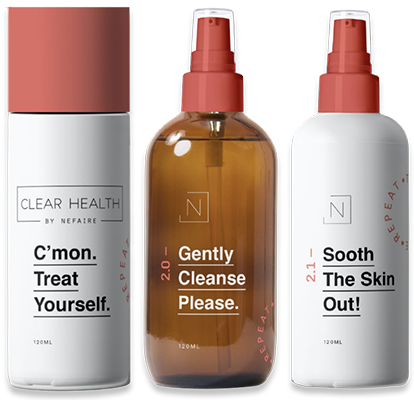 CLEAR HEALTH
BY NEFAIRE
C'mon.
Treat
Yourself.
120ML
REPEAT
N
2.0 —
Gently
Cleanse
Please.
120ML
REPEAT
N
2.1 —
Sooth
The Skin
Out!
120ML
REPEAT